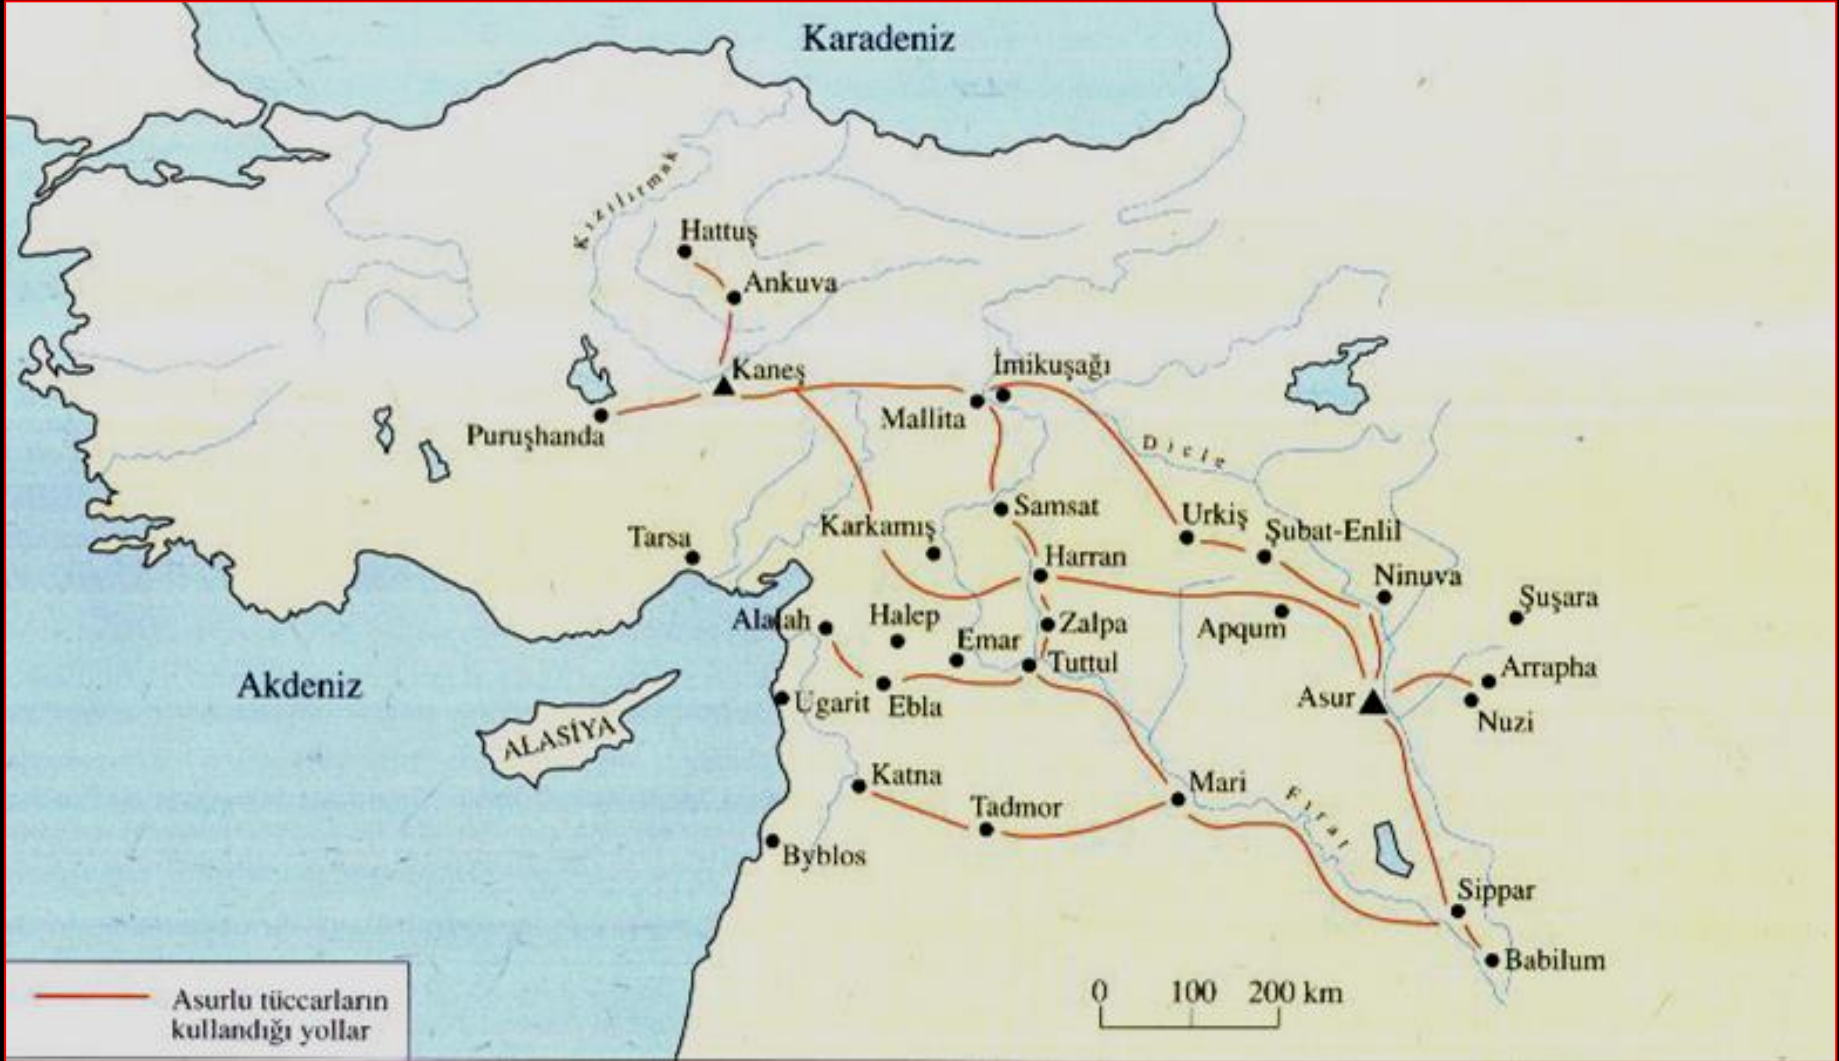 Karadeniz
Kızılırmak
Hattuş
Ankuva
Kaneş
İmikuşağı
Mallita
Puruşhanda
Dicle
Samsat
Urkiş
Şubat-Enlil
Karkamış
Tarsa
Harran
Ninuva
Şuşara
Alalah
Halep
Zalpa
Apqum
Emar
Tuttul
Arrapha
Akdeniz
Asur
Ugarit
Ebla
Nuzi
ALASİYA
Katna
Mari
Tadmor
Fırat
Byblos
Sippar
Babilum
0 100 200 km
Asurlu tüccarların
kullandığı yollar